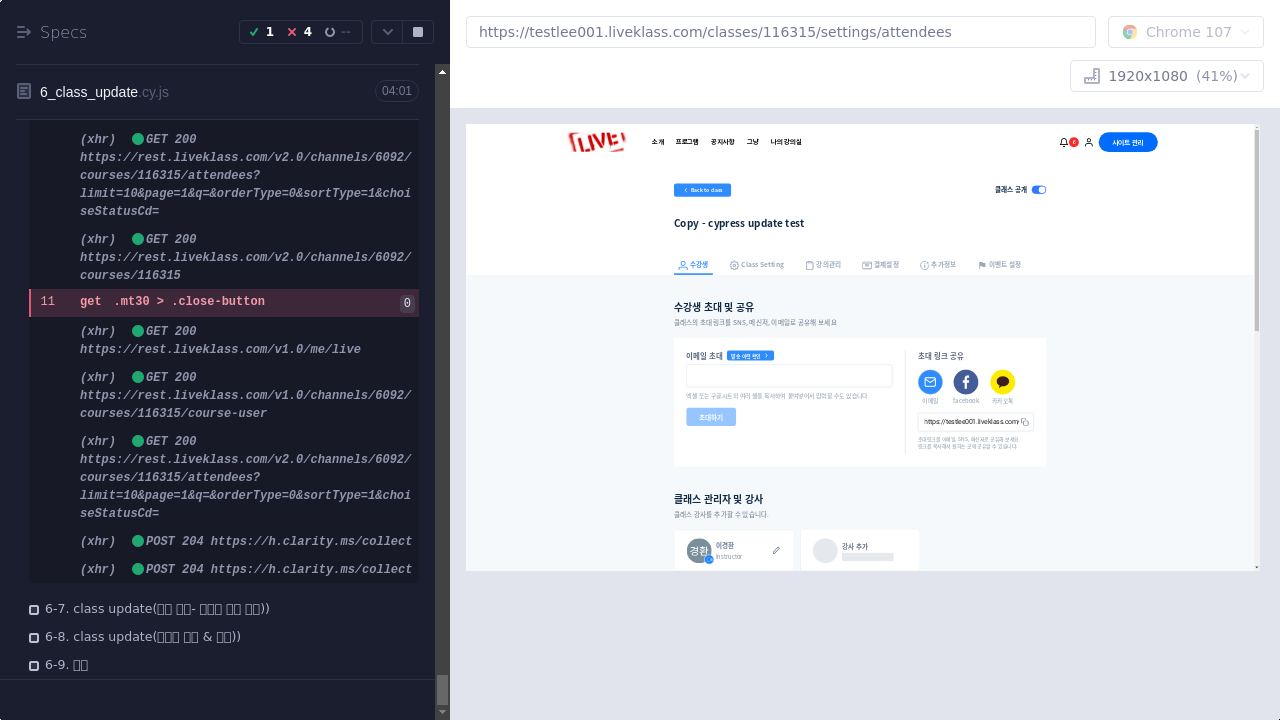 Specs
1
4
--
6_class_update.cy.js
04:01
(xhr) GET 200
https://rest.liveklass.com/v2.0/channels/6092/
courses/116315/attendees?
limit=10&page=1&q=&orderType=0&sortType=1&choi
seStatusCd=
(xhr) GET 200
https://rest.liveklass.com/v2.0/channels/6092/
courses/116315
11 get .mt30 > .close-button 0
(xhr) GET 200
https://rest.liveklass.com/v1.0/me/live
(xhr) GET 200
https://rest.liveklass.com/v1.0/channels/6092/
courses/116315/course-user
(xhr) GET 200
https://rest.liveklass.com/v2.0/channels/6092/
courses/116315/attendees?
limit=10&page=1&q=&orderType=0&sortType=1&choi
seStatusCd=
(xhr) POST 204 https://h.clarity.ms/collect
(xhr) POST 204 https://h.clarity.ms/collect
6-7. class update(□□ □□- □□□ □□ □□))
6-8. class update(□□□ □□ & □□))
6-9. □□
https://testlee001.liveklass.com/classes/116315/settings/attendees
Chrome 107
1920x1080 (41%)
LIVE!
소개 프로그램 공지사항 그냥 나의 강의실
6
사이트 관리
Back to class
클래스 공개
Copy - cypress update test
수강생 Class Setting 강의관리 결제설정 추가정보 이벤트 설정
수강생 초대 및 공유
클래스의 초대 링크를 SNS, 메신저, 이메일로 공유해 보세요
이메일 초대
발송 이력 확인
엑셀 또는 구글시트의 여러 셀을 복사하여 붙여넣어서 입력할 수도 있습니다.
초대하기
초대 링크 공유
이메일 facebook 카카오톡
https://testlee001.liveklass.com/
초대링크를 이메일, SNS, 메신저로 공유해 보세요.
링크를 복사해서 원하는 곳에 공유할 수 있습니다.
클래스 관리자 및 강사
클래스 강사를 추가할 수 있습니다.
경환
이경환
Instructor
강사 추가